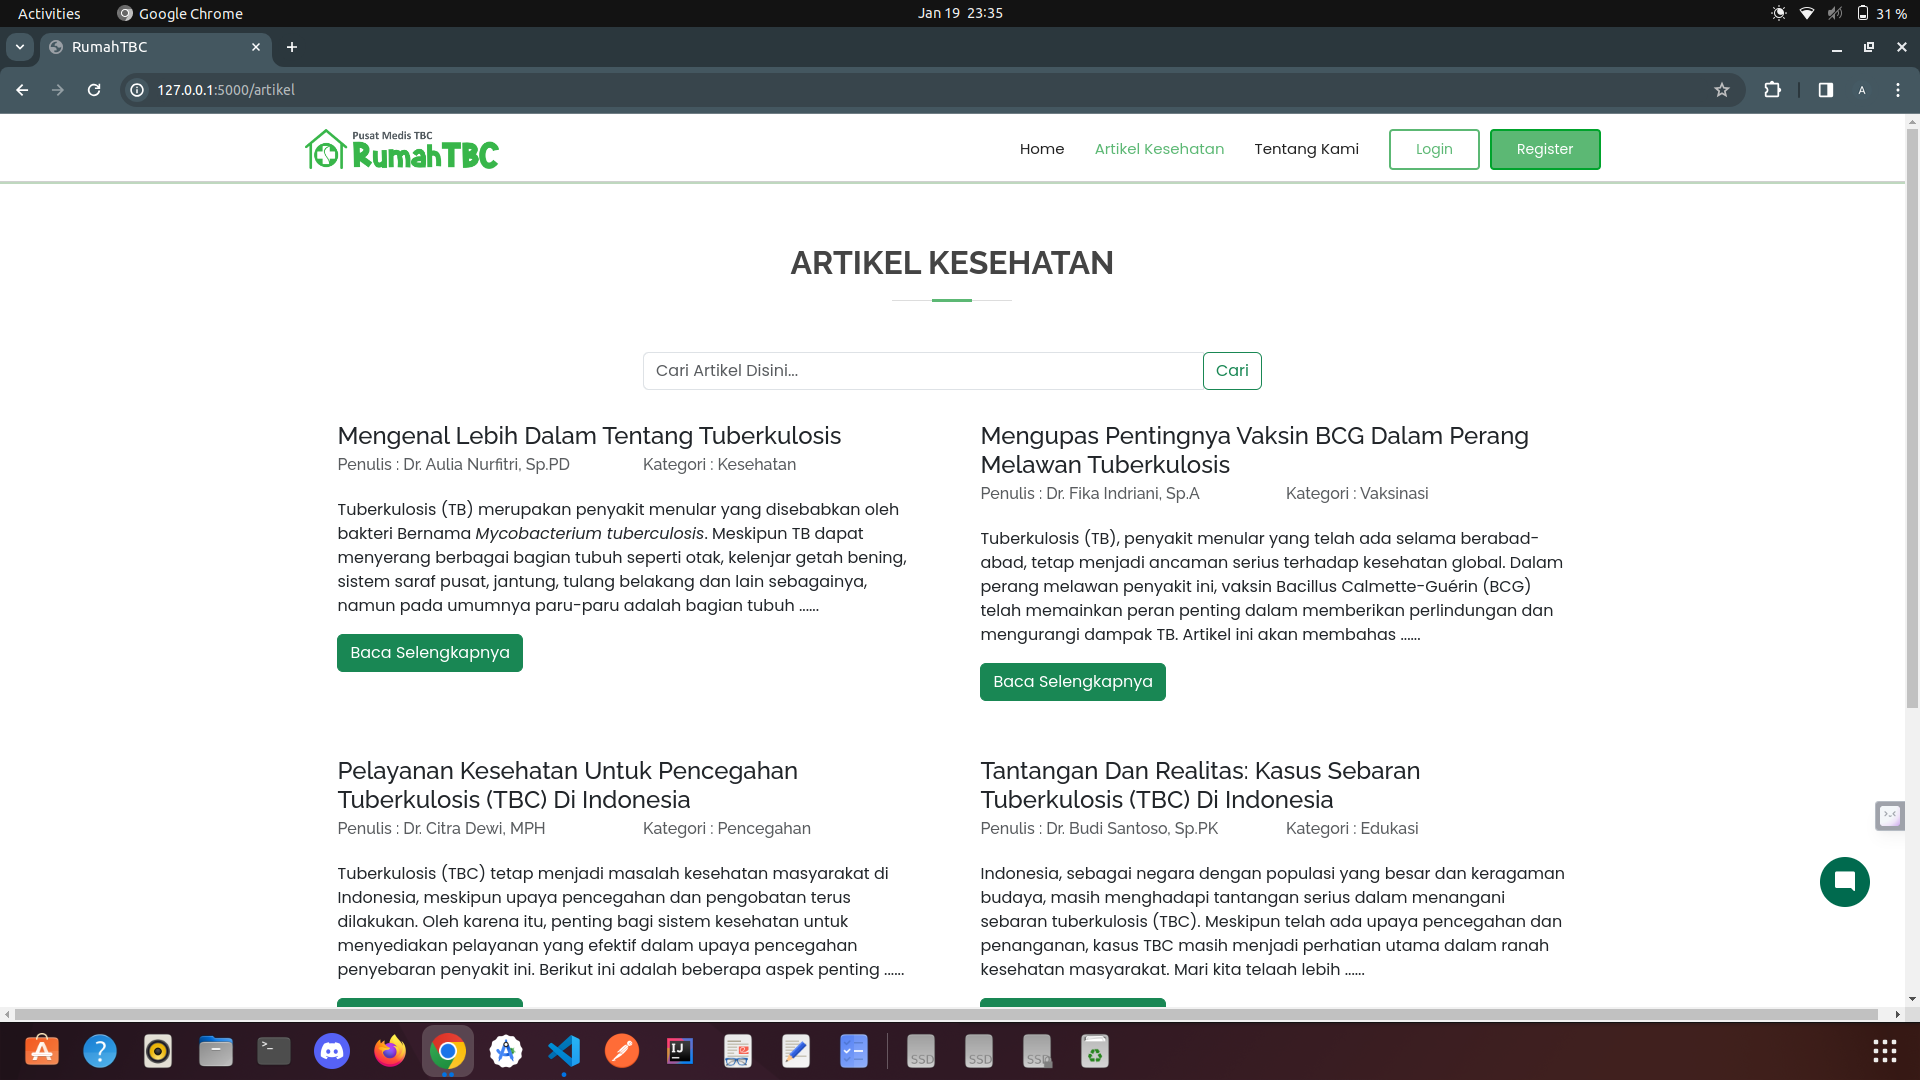 Activities
Google Chrome
Jan 19 23:35
31 %
RumahTBC
127.0.0.1:5000/artikel
A
Pusat Medis TBC
RumahTBC
Home
Artikel Kesehatan
Tentang Kami
Login
Register
ARTIKEL KESEHATAN
Cari Artikel Disini...
Cari
Mengenal Lebih Dalam Tentang Tuberkulosis
Penulis : Dr. Aulia Nurfitri, Sp.PD
Kategori : Kesehatan
Tuberkulosis (TB) merupakan penyakit menular yang disebabkan oleh
bakteri Bernama Mycobacterium tuberculosis. Meskipun TB dapat
menyerang berbagai bagian tubuh seperti otak, kelenjar getah bening,
sistem saraf pusat, jantung, tulang belakang dan lain sebagainya,
namun pada umumnya paru-paru adalah bagian tubuh ......
Baca Selengkapnya
Mengupas Pentingnya Vaksin BCG Dalam Perang
Melawan Tuberkulosis
Penulis : Dr. Fika Indriani, Sp.A
Kategori : Vaksinasi
Tuberkulosis (TB), penyakit menular yang telah ada selama berabad-
abad, tetap menjadi ancaman serius terhadap kesehatan global. Dalam
perang melawan penyakit ini, vaksin Bacillus Calmette-Guérin (BCG)
telah memainkan peran penting dalam memberikan perlindungan dan
mengurangi dampak TB. Artikel ini akan membahas ......
Baca Selengkapnya
Pelayanan Kesehatan Untuk Pencegahan
Tuberkulosis (TBC) Di Indonesia
Penulis : Dr. Citra Dewi, MPH
Kategori : Pencegahan
Tuberkulosis (TBC) tetap menjadi masalah kesehatan masyarakat di
Indonesia, meskipun upaya pencegahan dan pengobatan terus
dilakukan. Oleh karena itu, penting bagi sistem kesehatan untuk
menyediakan pelayanan yang efektif dalam upaya pencegahan
penyebaran penyakit ini. Berikut ini adalah beberapa aspek penting ......
Tantangan Dan Realitas: Kasus Sebaran
Tuberkulosis (TBC) Di Indonesia
Penulis : Dr. Budi Santoso, Sp.PK
Kategori : Edukasi
Indonesia, sebagai negara dengan populasi yang besar dan keragaman
budaya, masih menghadapi tantangan serius dalam menangani
sebaran tuberkulosis (TBC). Meskipun telah ada upaya pencegahan dan
penanganan, kasus TBC masih menjadi perhatian utama dalam ranah
kesehatan masyarakat. Mari kita telaah lebih ......
IJ
SSD
SSD
SSD